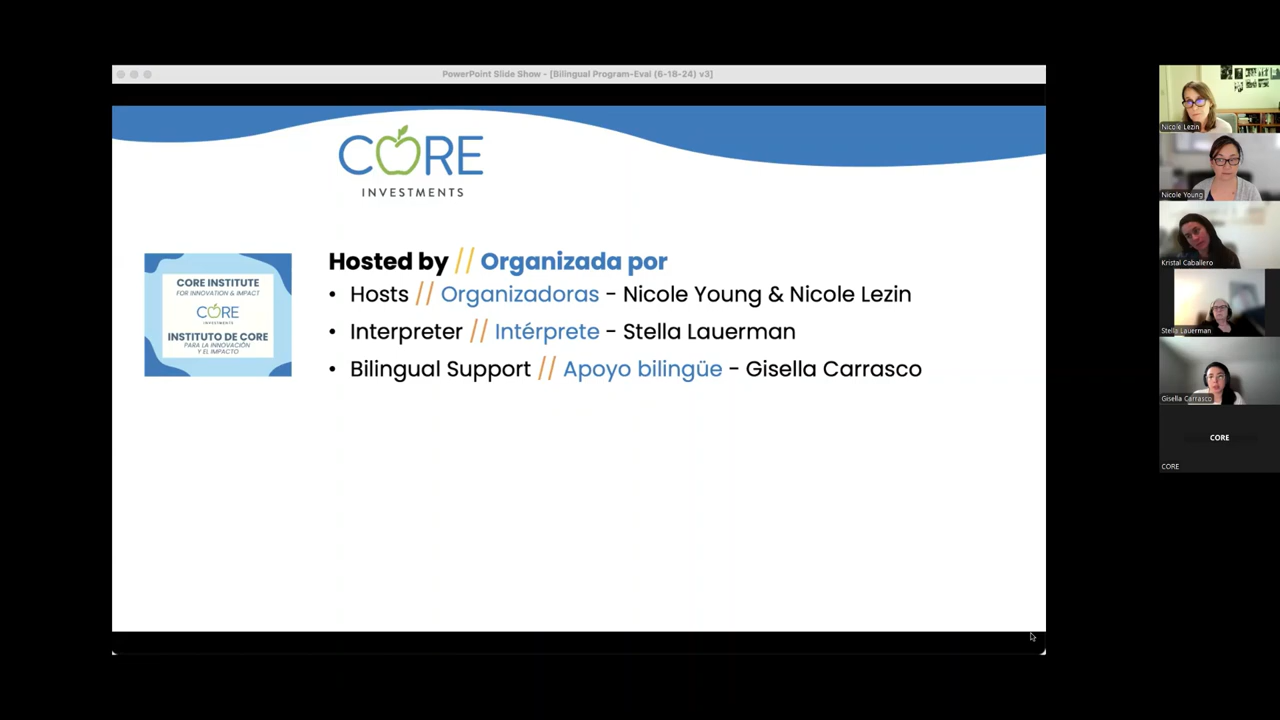 PowerPoint Slide Show - [Bilingual Program-Eval (6-18-24) v3]
CORE
INVESTMENTS
CORE INSTITUTE
FOR INNOVATION & IMPACT
CORE
INVESTMENTS
INSTITUTO DE CORE
PARA LA INNOVACIÓN
Y EL IMPACTO
Hosted by // Organizada por
• Hosts // Organizadoras - Nicole Young & Nicole Lezin
• Interpreter // Intérprete - Stella Lauerman
• Bilingual Support // Apoyo bilingüe - Gisella Carrasco
Nicole Lezin
Nicole Young
Kristal Caballero
Stella Lauerman
Gisella Carrasco
CORE
CORE